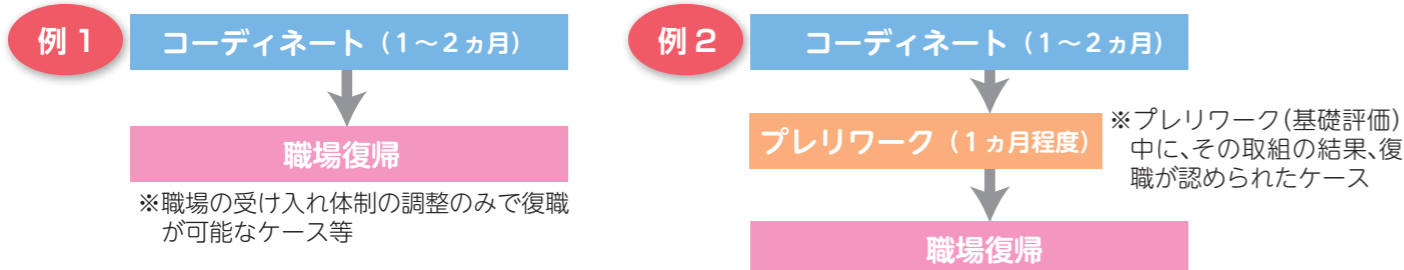 例１
コーディネート（１～２ヵ月）
職場復帰
※職場の受け入れ体制の調整のみで復職
が可能なケース等
例２
コーディネート（１～２ヵ月）
プレリワーク（１ヵ月程度）
※プレリワーク（基礎評価）
中に、その取組の結果、復
職が認められたケース
職場復帰